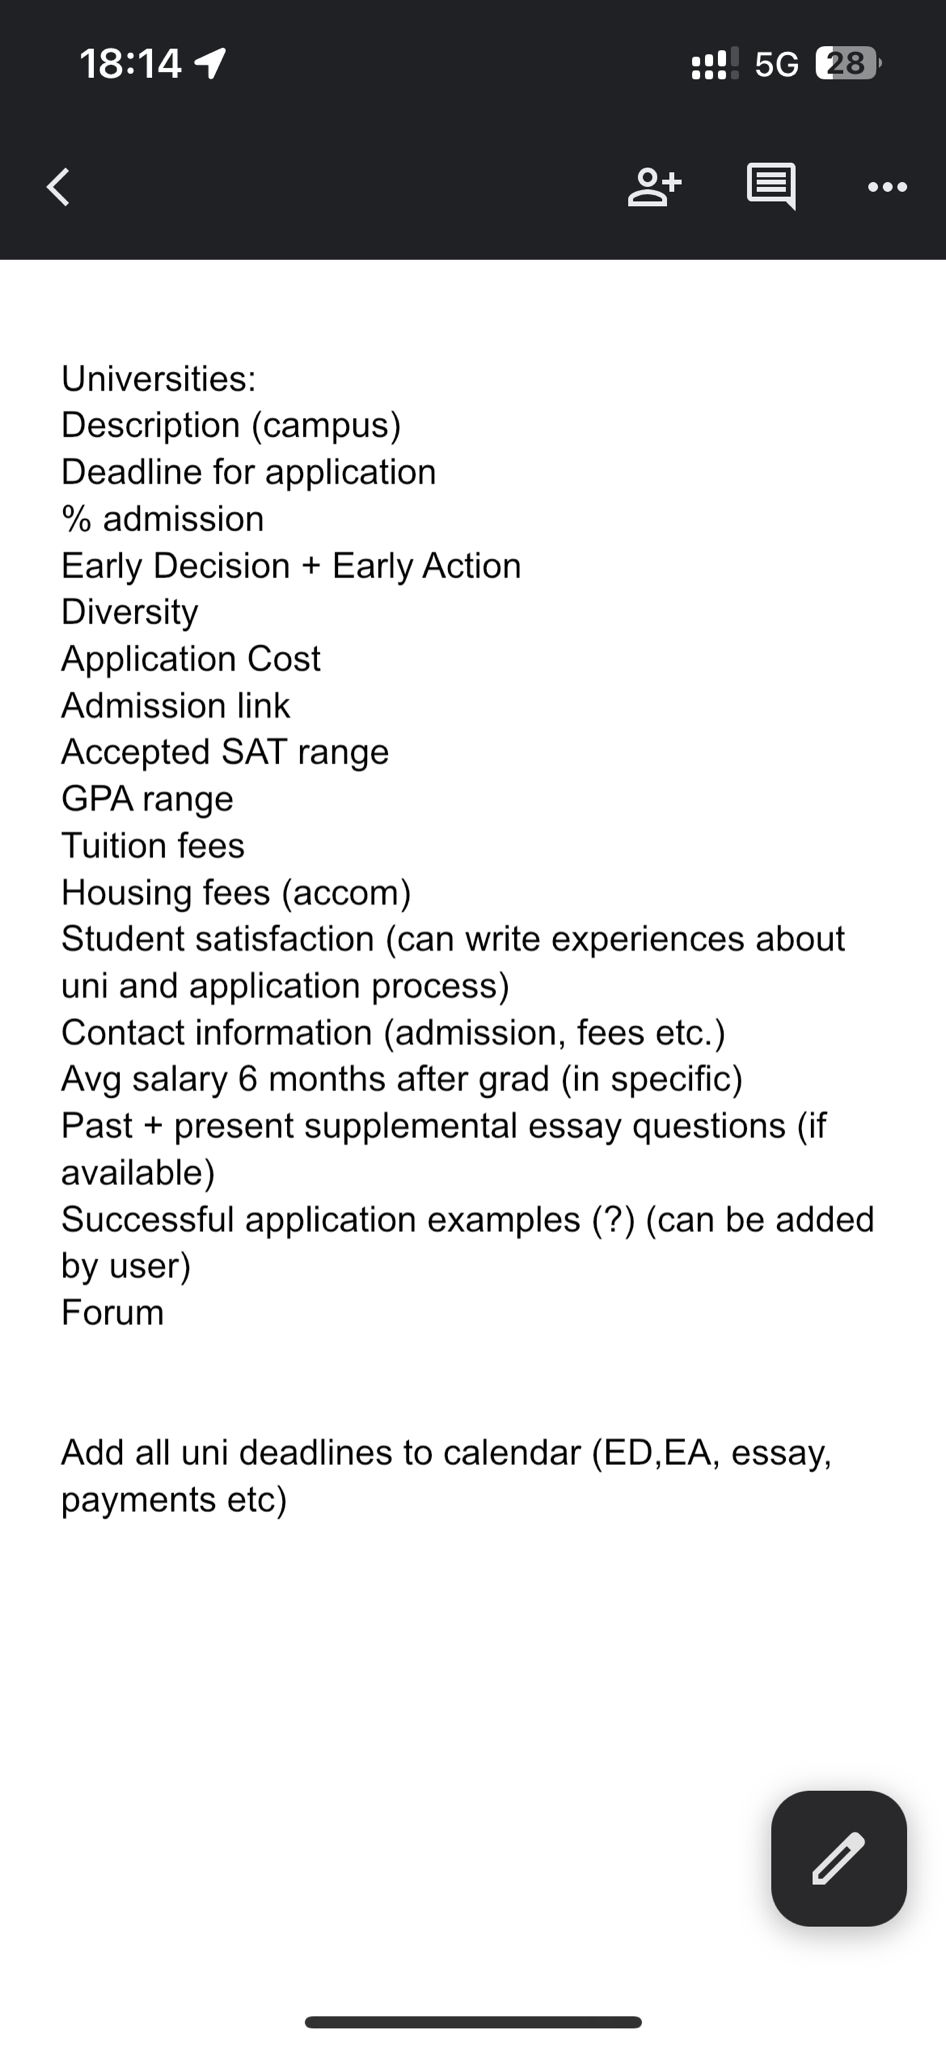 18:14
5G
28
Universities:
Description (campus)
Deadline for application
% admission
Early Decision + Early Action
Diversity
Application Cost
Admission link
Accepted SAT range
GPA range
Tuition fees
Housing fees (accom)
Student satisfaction (can write experiences about
uni and application process)
Contact information (admission, fees etc.)
Avg salary 6 months after grad (in specific)
Past + present supplemental essay questions (if
available)
Successful application examples (?) (can be added
by user)
Forum
Add all uni deadlines to calendar (ED,EA, essay,
payments etc)